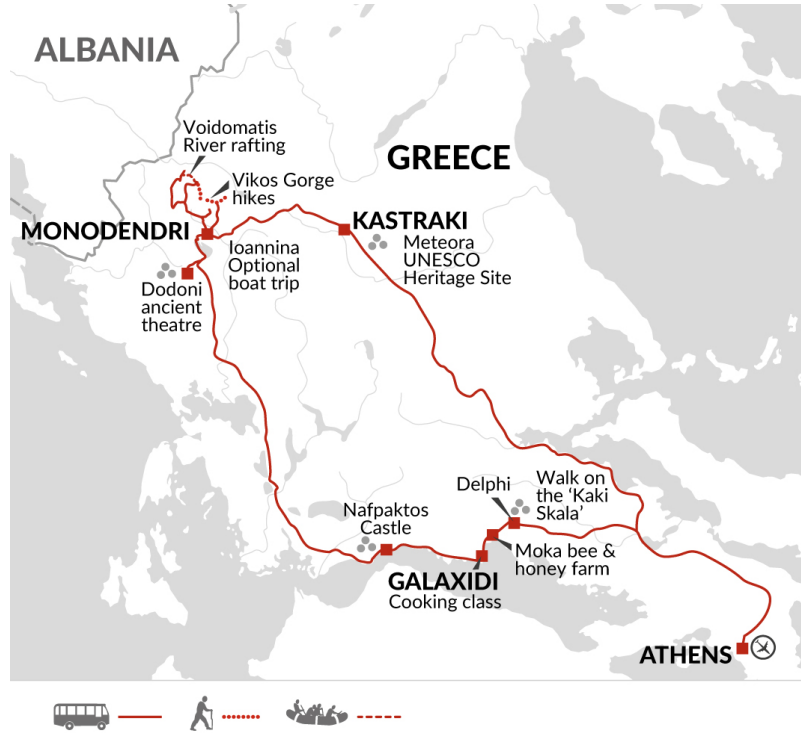 ALBANIA
Voidomatis
River rafting
GREECE
Vikos Gorge
hikes
MONODENDRI
KASTRAKI
Meteora
UNESCO
Heritage Site
Ioannina
Optional
boat trip
Dodoni
ancient
theatre
Nafpaktos
Castle
Delphi
Walk on
the ‘Kaki
Skala’
Moka bee &
honey farm
GALAXIDI
Cooking class
ATHENS